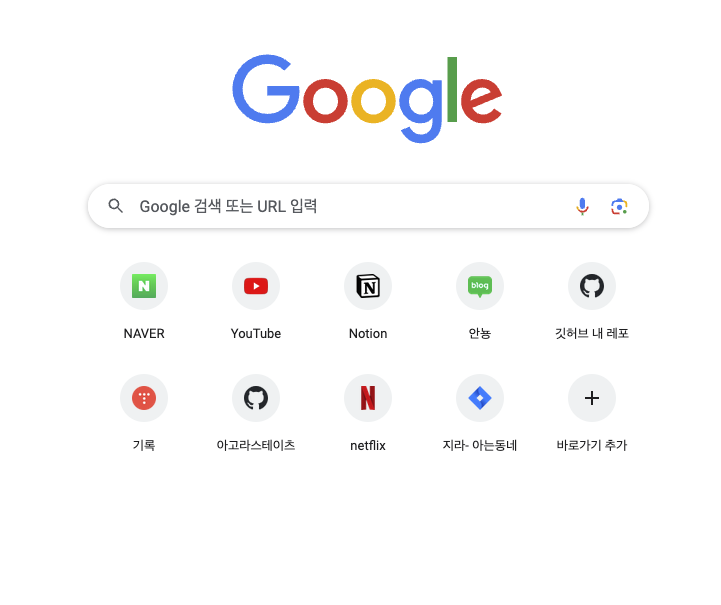 Google
Google 검색 또는 URL 입력
N
blog
NAVER
YouTube
Notion
안뇽
깃허브 내 레포
기록
아고라스테이츠
netflix
지라- 아는동네
바로가기 추가